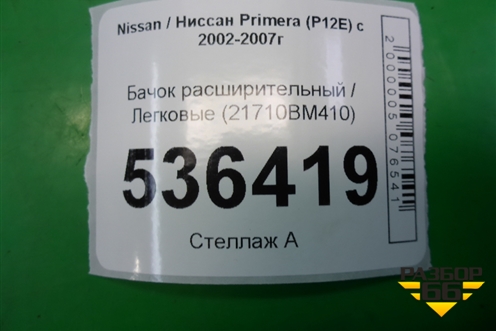 Nissan / Ниссан Primera (P12E) с
2002-2007г
Бачок расширительный /
Легковые (21710BM410)
536419
Стеллаж А
2000005076541
РАЗБОР
66